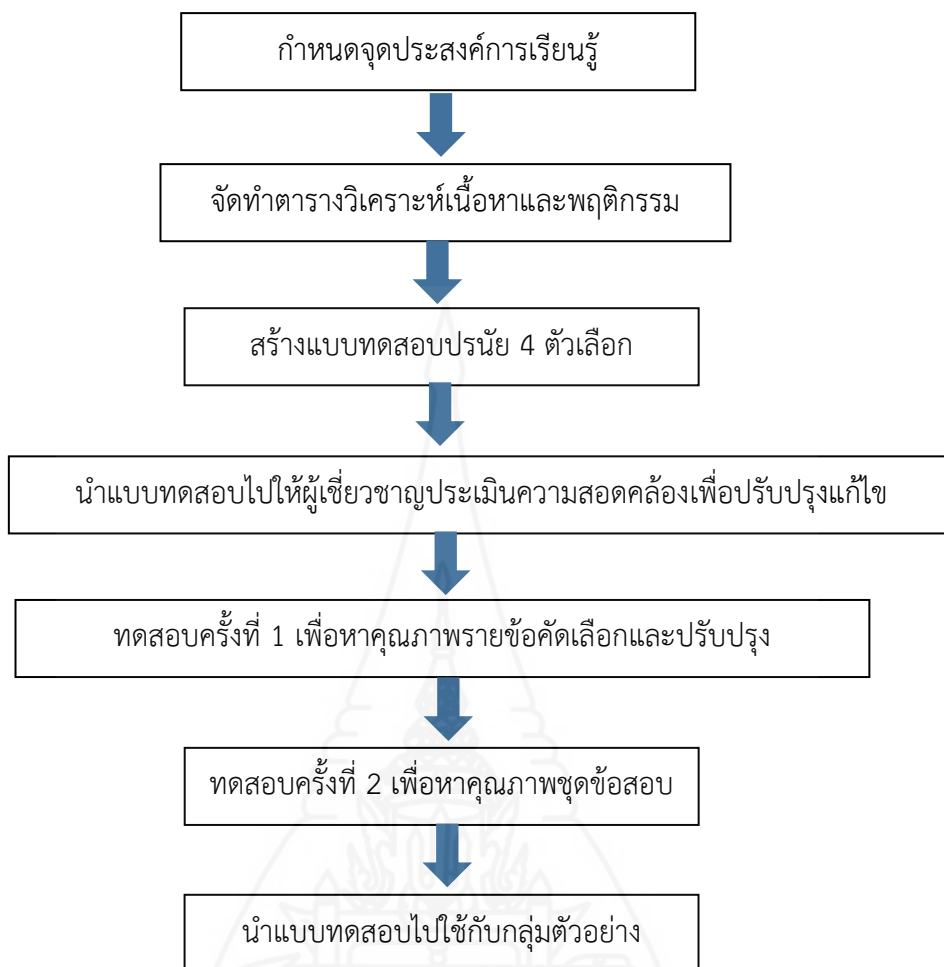 กำหนดจุดประสงค์การเรียนรู้
จัดทำตารางวิเคราะห์เนื้อหาและพฤติกรรม
สร้างแบบทดสอบปรนัย 4 ตัวเลือก
นำแบบทดสอบไปให้ผู้เชี่ยวชาญประเมินความสอดคล้องเพื่อปรับปรุงแก้ไข
ทดสอบครั้งที่ 1 เพื่อหาคุณภาพรายข้อคัดเลือกและปรับปรุง
ทดสอบครั้งที่ 2 เพื่อหาคุณภาพชุดข้อสอบ
นำแบบทดสอบไปใช้กับกลุ่มตัวอย่าง